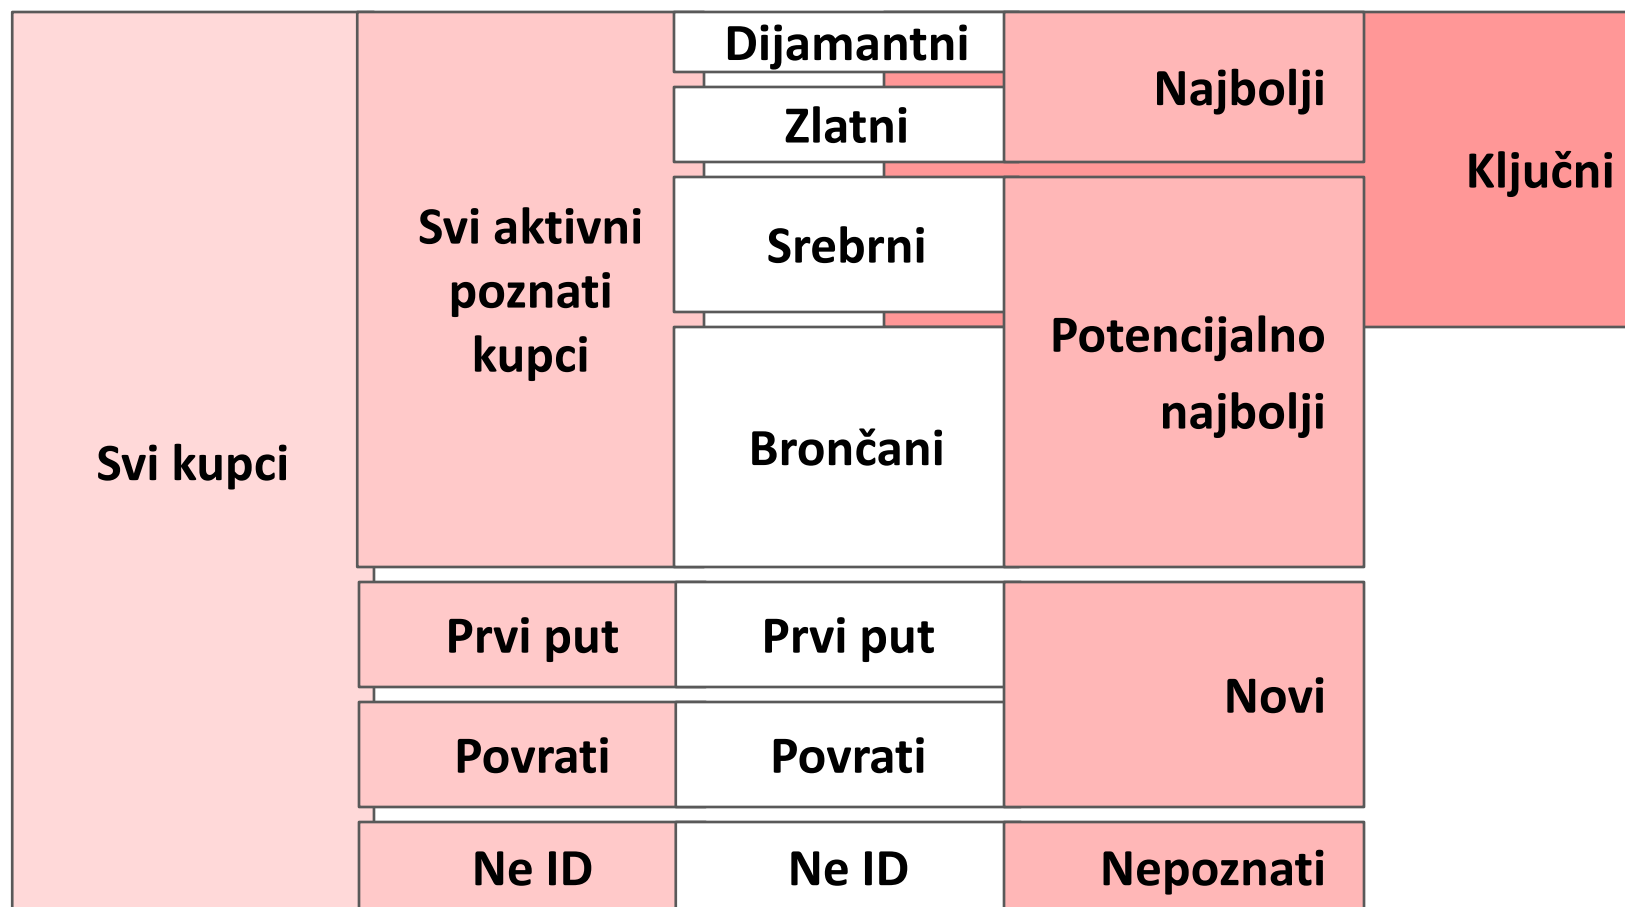 Svi kupci
Svi aktivni
poznati
kupci
Prvi put
Povrati
Ne ID
Dijamantni
Zlatni
Srebrni
Brončani
Prvi put
Povrati
Ne ID
Najbolji
Potencijalno
najbolji
Novi
Nepoznati
Ključni